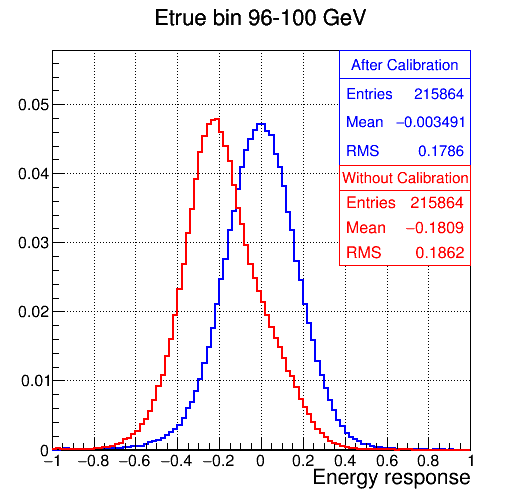 Etrue bin 96-100 GeV
After Calibration
Entries 215864
Mean −0.003491
RMS 0.1786
Without Calibration
Entries 215864
Mean −0.1809
RMS 0.1862
0.05
0.04
0.03
0.02
0.01
0
−1 −0.8 −0.6 −0.4 −0.2 0 0.2 0.4 0.6 0.8 1
Energy response